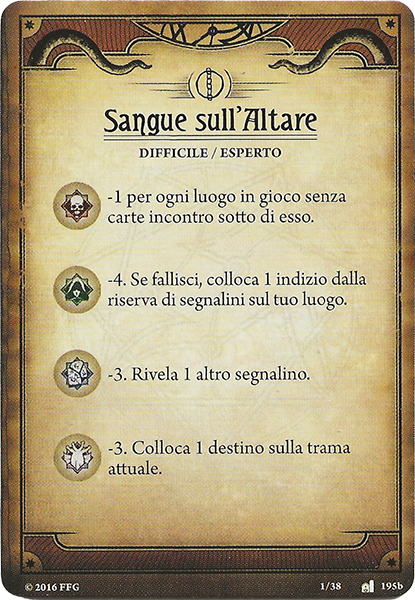 Sangue sull'Altare
DIFFICILE / ESPERTO
-1 per ogni luogo in gioco senza
carte incontro sotto di esso.
-4. Se fallisci, colloca 1 indizio dalla
riserva di segnalini sul tuo luogo.
-3. Rivela 1 altro segnalino.
-3. Colloca 1 destino sulla trama
attuale.
© 2016 FFG 1/38 195b